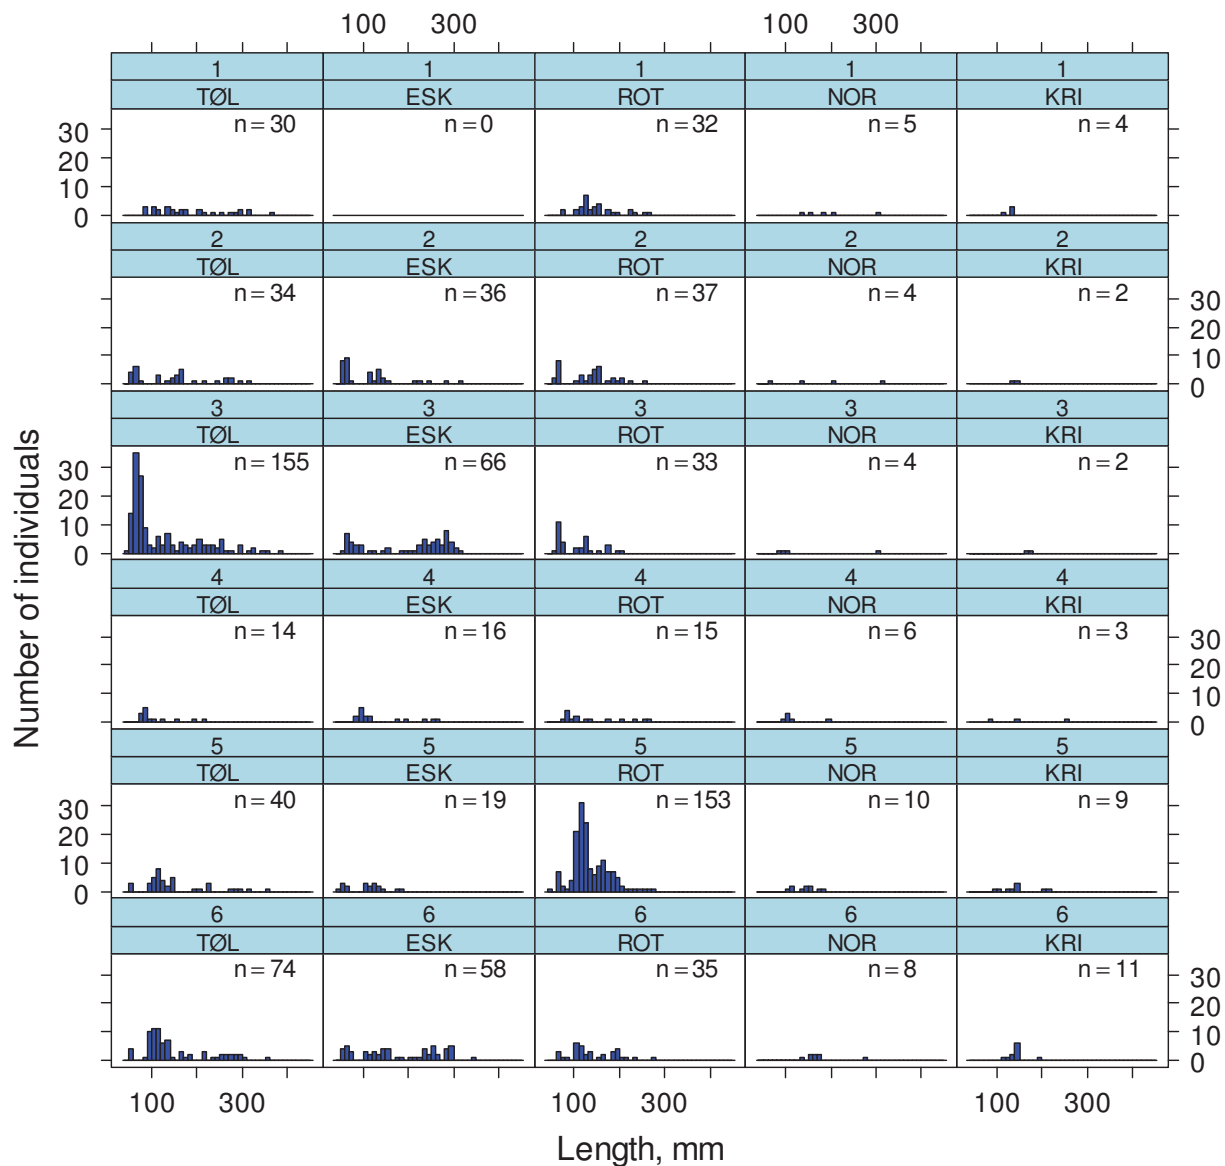 100 300 100 300
1 1 1 1 1
TØL ESK ROT NOR KRI
n = 30 n = 0 n = 32 n = 5 n = 4
30
20
10
0
2 2 2 2 2
TØL ESK ROT NOR KRI
n = 34 n = 36 n = 37 n = 4 n = 2
30
20
10
0
3 3 3 3 3
TØL ESK ROT NOR KRI
n = 155 n = 66 n = 33 n = 4 n = 2
30
20
10
0
4 4 4 4 4
TØL ESK ROT NOR KRI
n = 14 n = 16 n = 15 n = 6 n = 3
30
20
10
0
5 5 5 5 5
TØL ESK ROT NOR KRI
n = 40 n = 19 n = 153 n = 10 n = 9
30
20
10
0
6 6 6 6 6
TØL ESK ROT NOR KRI
n = 74 n = 58 n = 35 n = 8 n = 11
30
20
10
0
100 300 100 300 100 300
Number of individuals
Length, mm